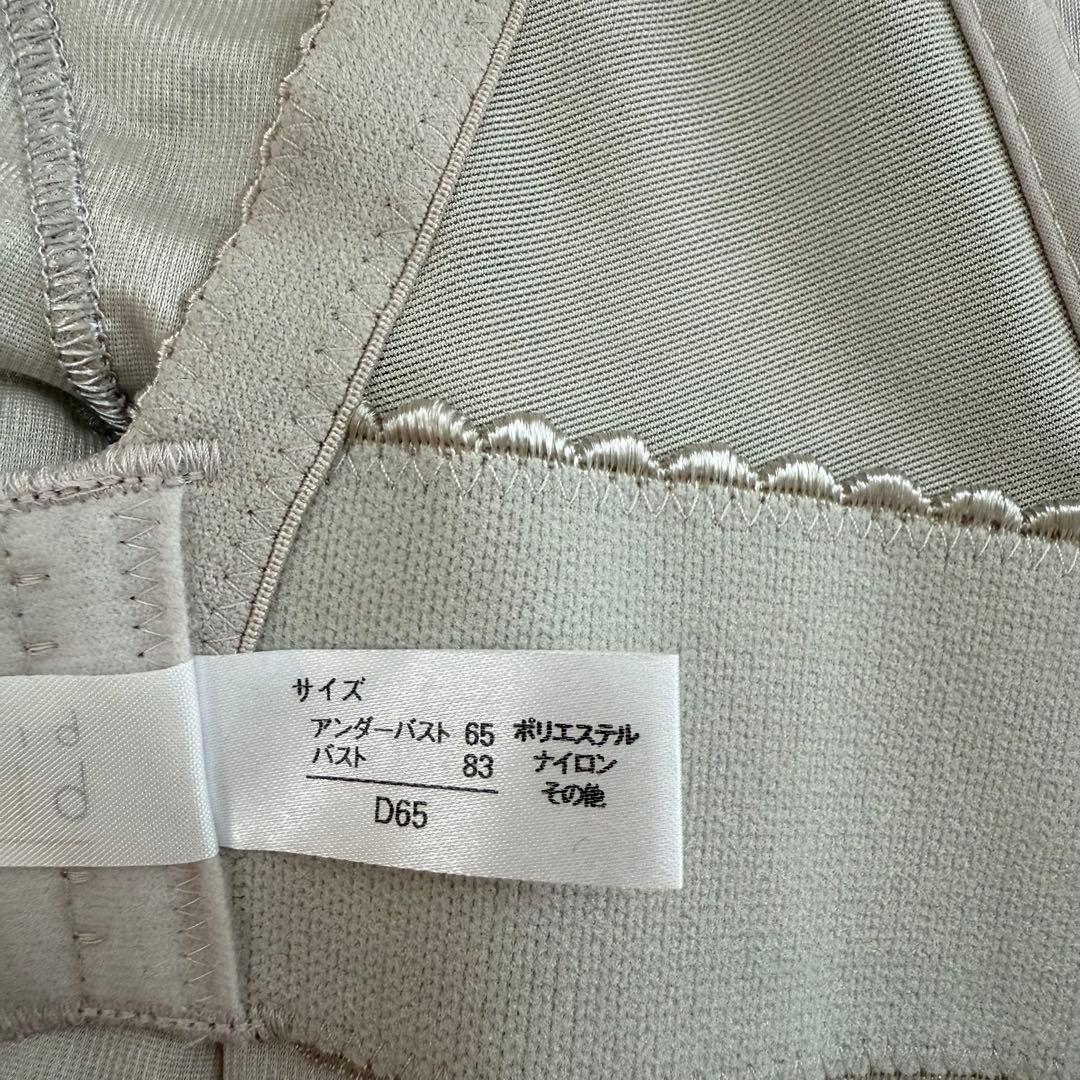 サイズ
アンダーバスト 65
バスト 83
D65
ポリエステル
ナイロン
その他